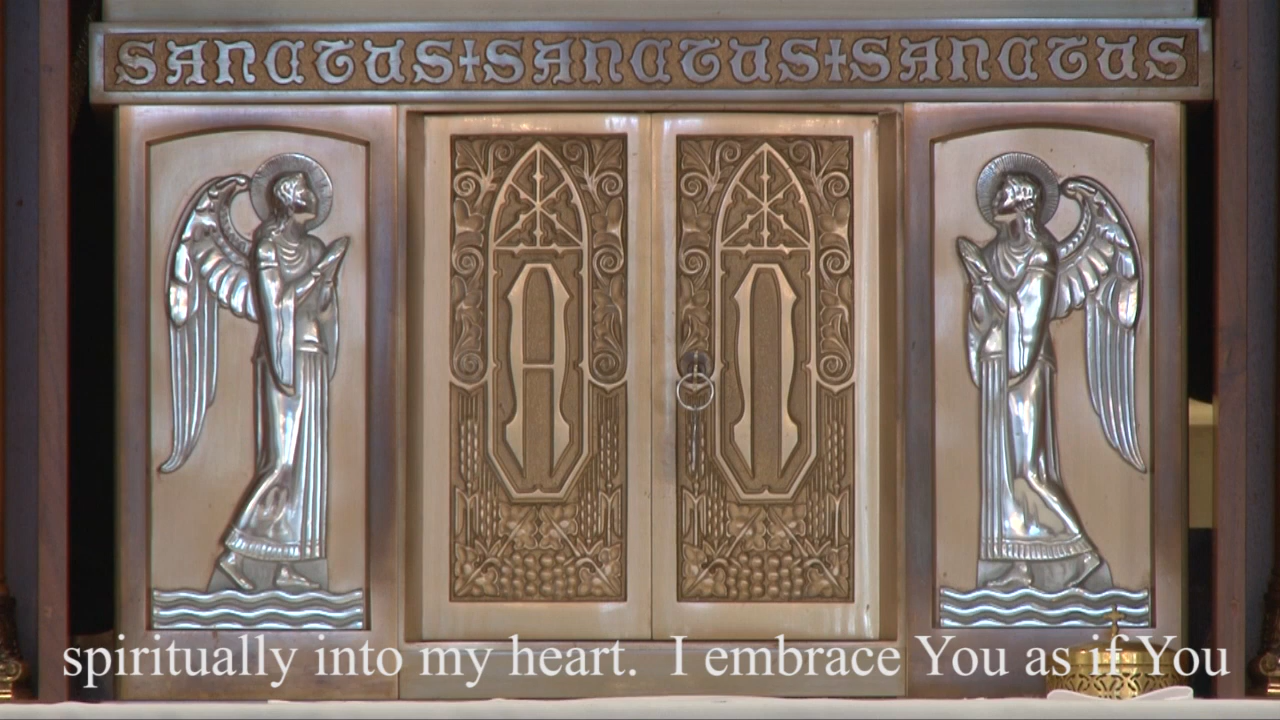 SANCTUS+SANCTUS+SANCTUS
A Ω
spiritually into my heart.  I embrace You as if You